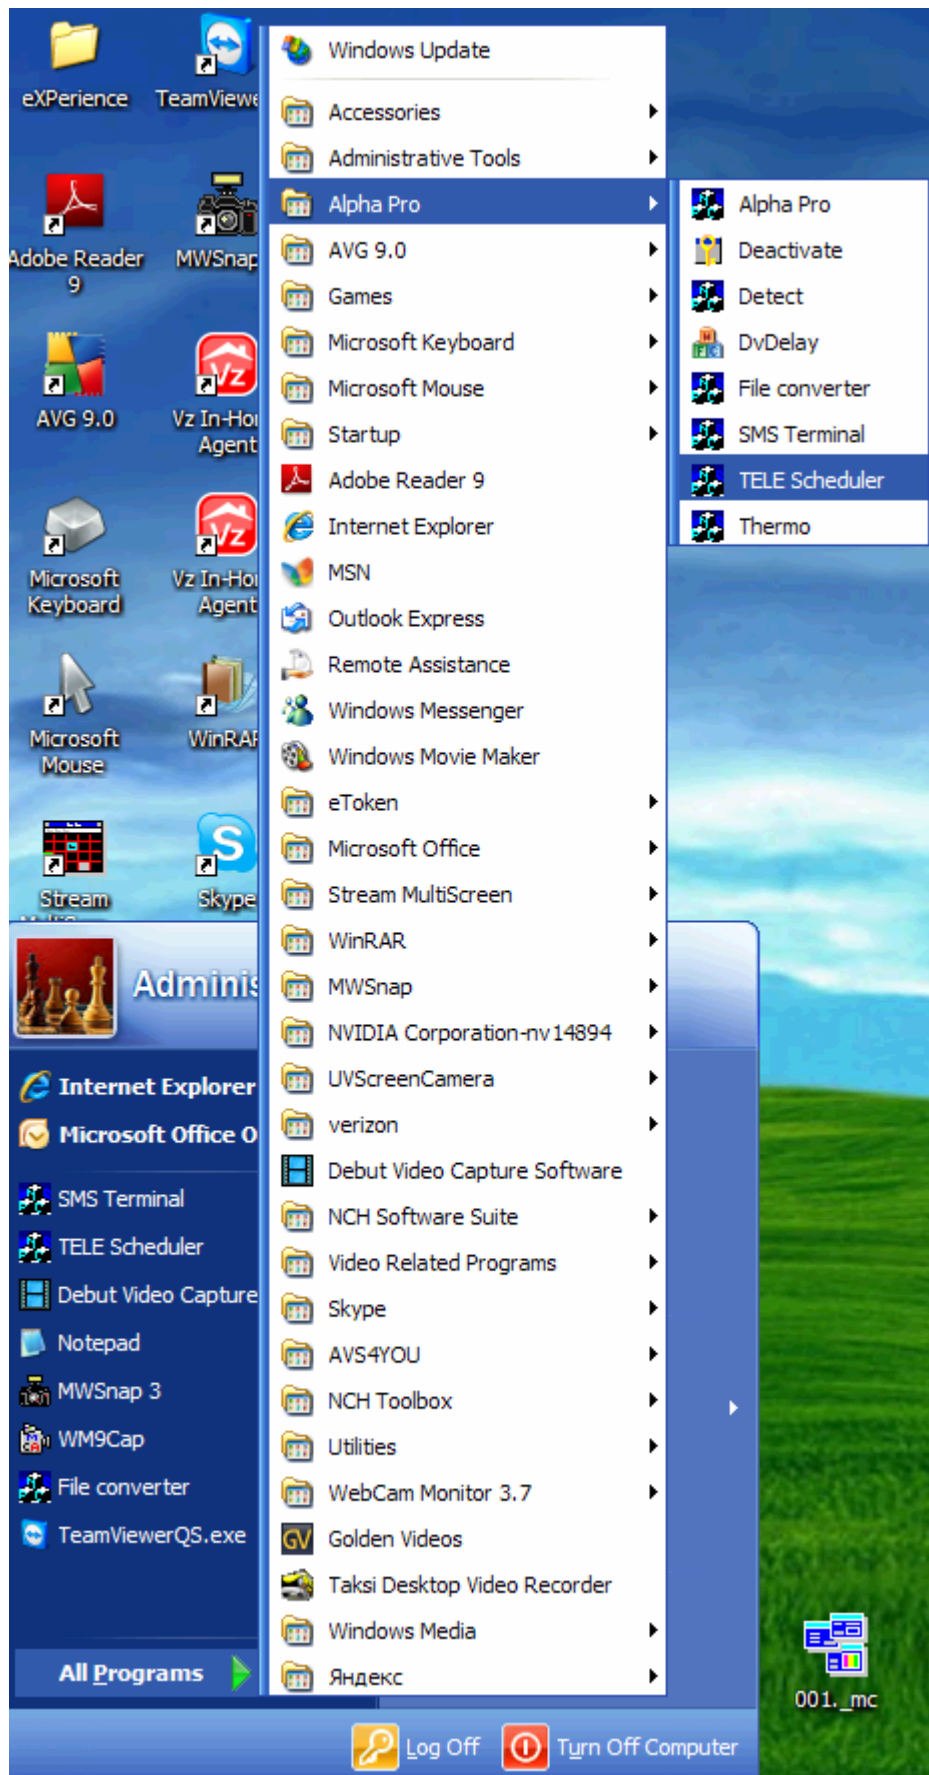 eXPerience
TeamViewe
Adobe Reader
9
MWSnap
AVG 9.0
Vz In-Ho
Agent
Microsoft
Keyboard
Vz In-Ho
Agent
Microsoft
Mouse
WinRAR
Stream
Skype
Windows Update
Accessories
Administrative Tools
Alpha Pro
AVG 9.0
Games
Microsoft Keyboard
Microsoft Mouse
Startup
Adobe Reader 9
Internet Explorer
MSN
Outlook Express
Remote Assistance
Windows Messenger
Windows Movie Maker
eToken
Microsoft Office
Stream MultiScreen
WinRAR
MWSnap
NVIDIA Corporation-nv14894
UVScreenCamera
verizon
Debut Video Capture Software
NCH Software Suite
Video Related Programs
Skype
AVS4YOU
NCH Toolbox
Utilities
WebCam Monitor 3.7
Golden Videos
Taksi Desktop Video Recorder
Windows Media
Яндекс
Alpha Pro
Deactivate
Detect
DvDelay
File converter
SMS Terminal
TELE Scheduler
Thermo
Adminis
Internet Explorer
Microsoft Office O
SMS Terminal
TELE Scheduler
Debut Video Capture
Notepad
MWSnap 3
WM9Cap
File converter
TeamViewerQS.exe
All Programs
001._mc
Log Off
Turn Off Computer